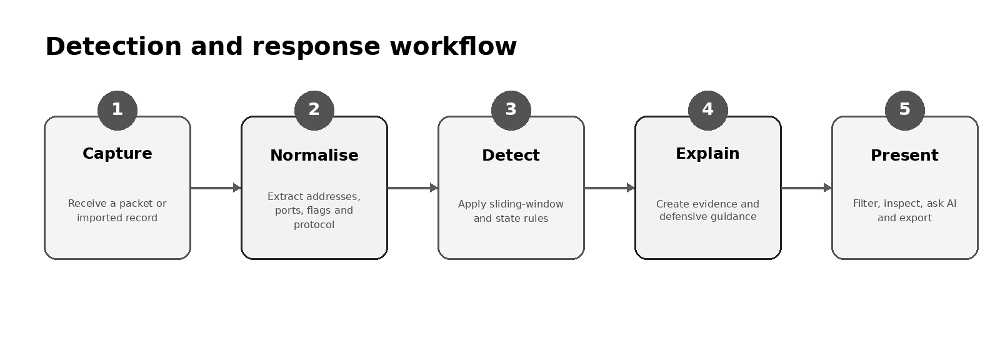 Detection and response workflow
1
2
3
4
5
Capture
Normalise
Detect
Explain
Present
Receive a packet or
imported record
Extract addresses,
ports, flags and
protocol
Apply sliding-window
and state rules
Create evidence and
defensive guidance
Filter, inspect, ask AI
and export